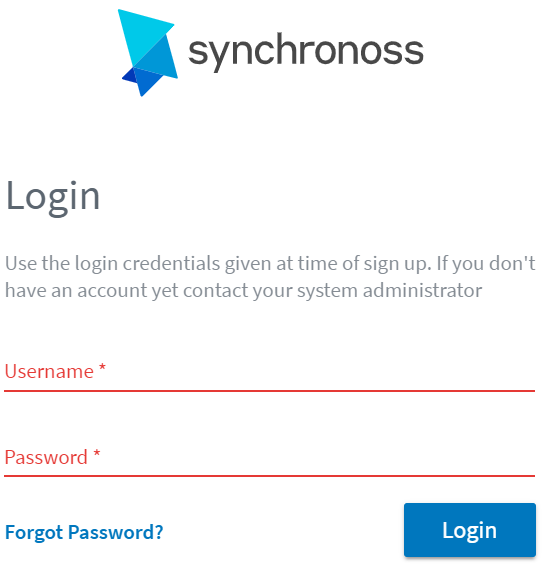 synchronoss
Login
Use the login credentials given at time of sign up. If you don't
have an account yet contact your system administrator
Username *
Password *
Forgot Password?
Login